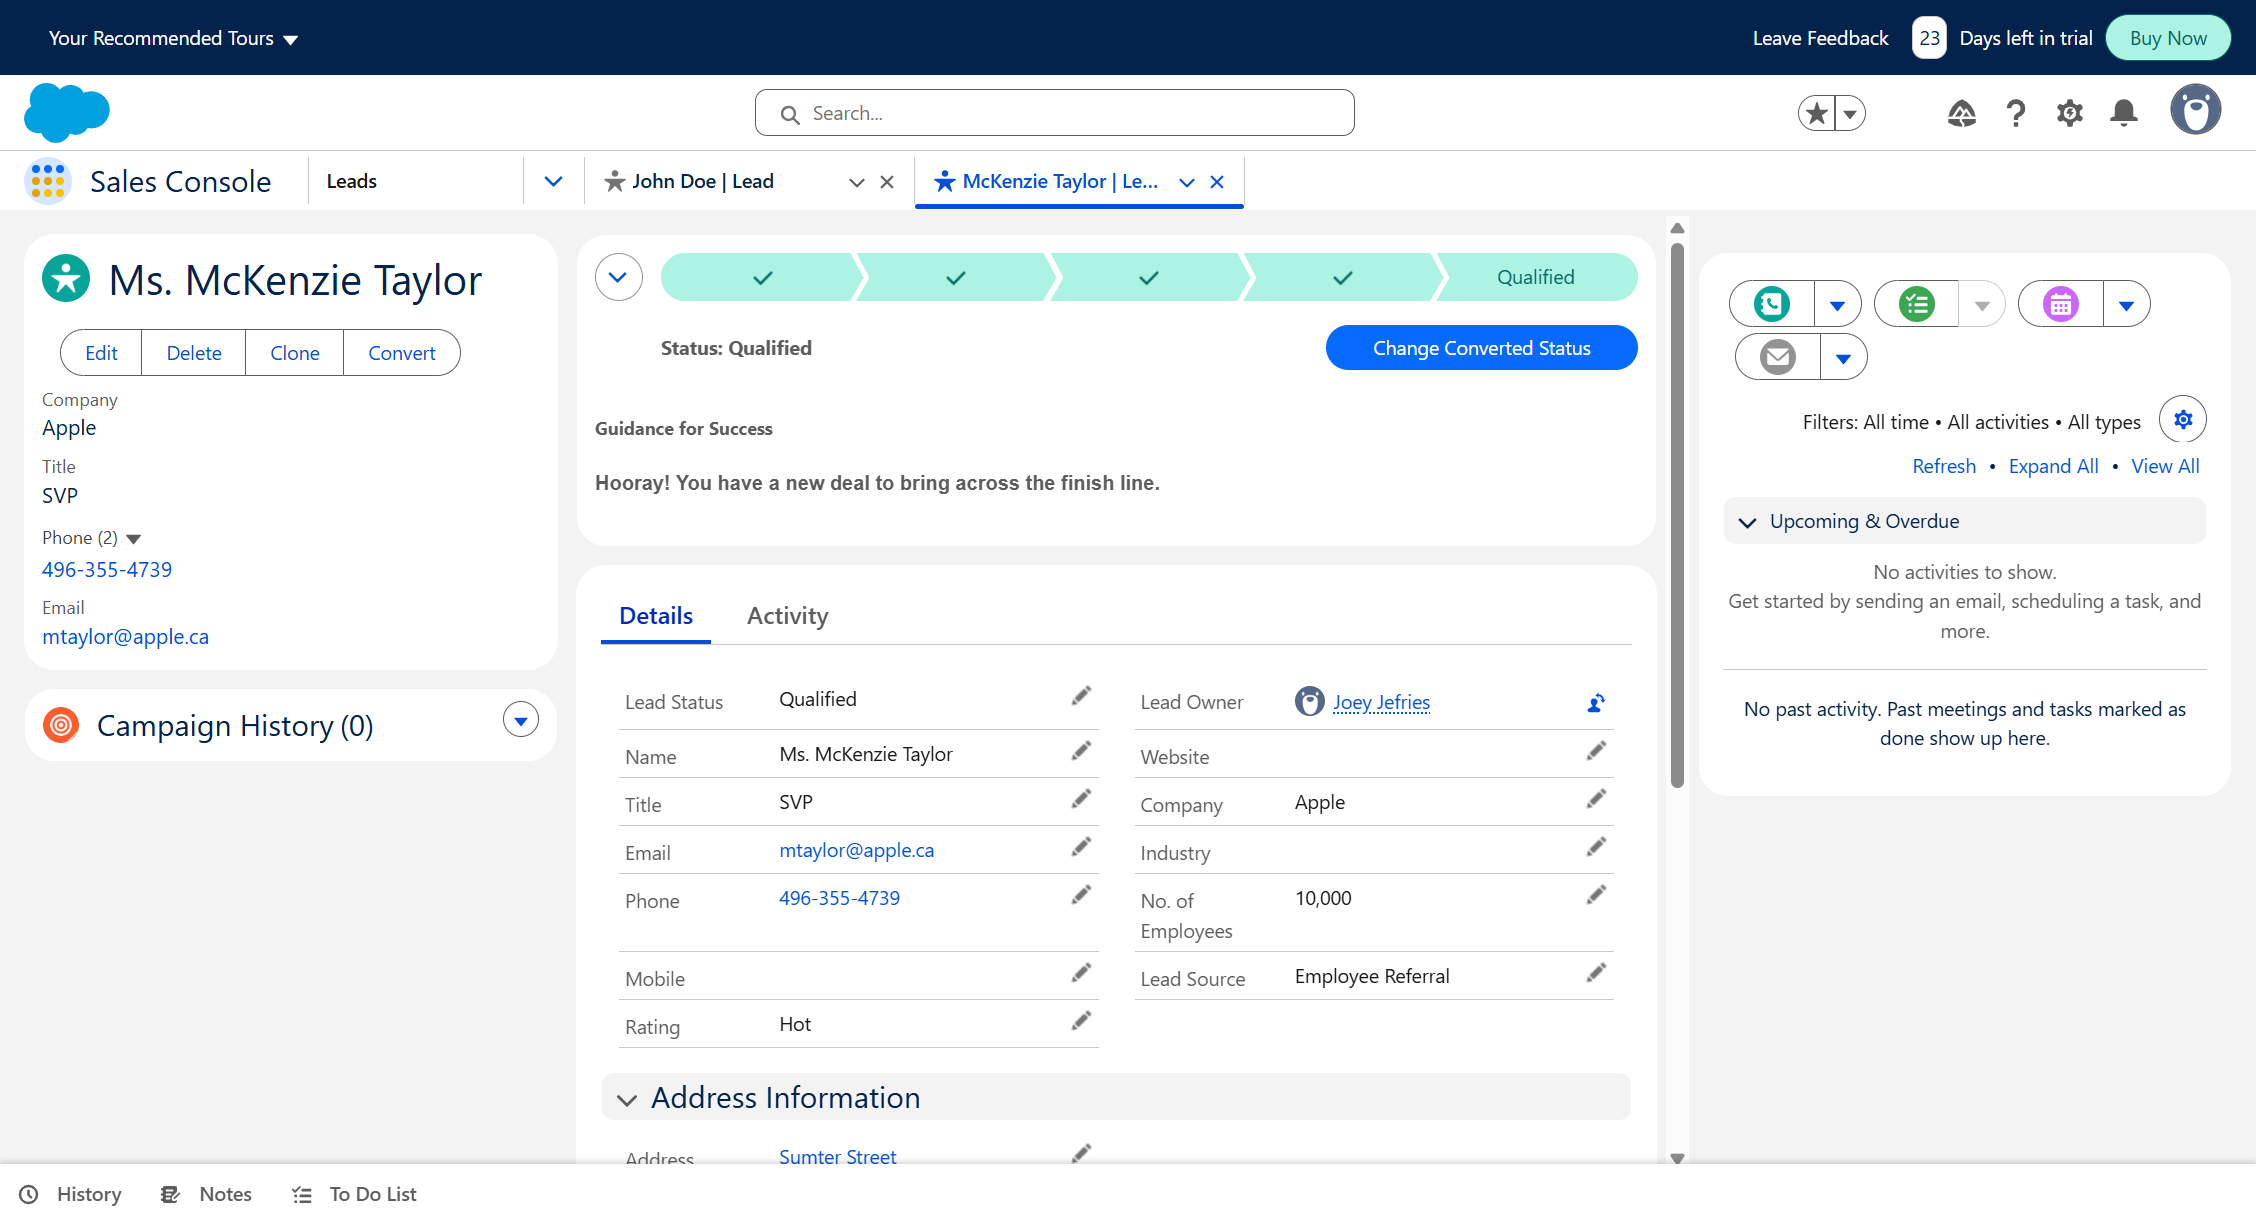 Your Recommended Tours
Leave Feedback 23 Days left in trial Buy Now
Search...
Sales Console Leads John Doe | Lead McKenzie Taylor | Le...
Ms. McKenzie Taylor
Edit Delete Clone Convert
Company
Apple
Title
SVP
Phone (2)
496-355-4739
Email
mtaylor@apple.ca
Campaign History (0)
Qualified
Status: Qualified
Change Converted Status
Guidance for Success
Hooray! You have a new deal to bring across the finish line.
Details Activity
Lead Status Qualified
Name Ms. McKenzie Taylor
Title SVP
Email mtaylor@apple.ca
Phone 496-355-4739
Mobile
Rating Hot
Lead Owner Joey Jefries
Website
Company Apple
Industry
No. of
Employees 10,000
Lead Source Employee Referral
Address Information
Address Sumter Street
Filters: All time • All activities • All types
Refresh • Expand All • View All
Upcoming & Overdue
No activities to show.
Get started by sending an email, scheduling a task, and
more.
No past activity. Past meetings and tasks marked as
done show up here.
History Notes To Do List